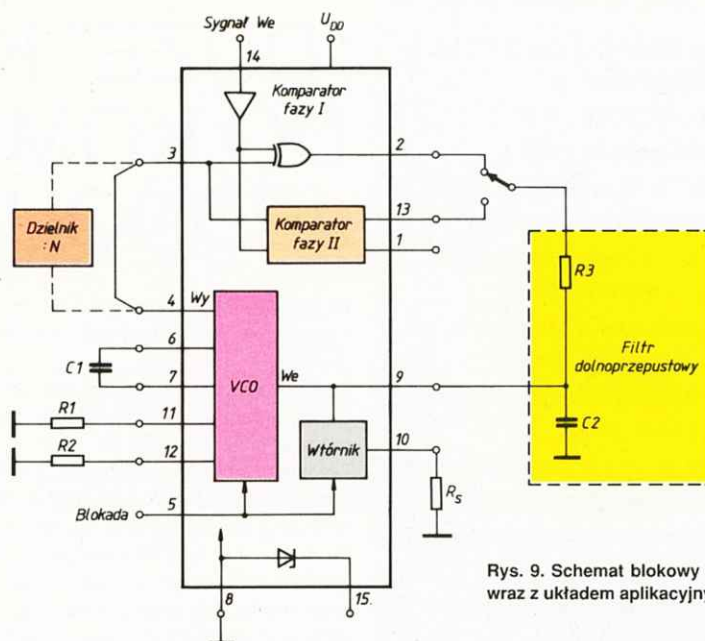 Sygnał We
U_DD
14
Komparator
fazy I
3
2
13
Komparator
fazy II
1
Dzielnik
:N
R3
4
Wy
6
C1
7
VCO
We
9
Filtr
dolnoprzepustowy
R1
11
10
C2
R2
12
Wtórnik
Blokada
5
R_s
8
15.
Rys. 9. Schemat blokowy
wraz z układem aplikacyjny